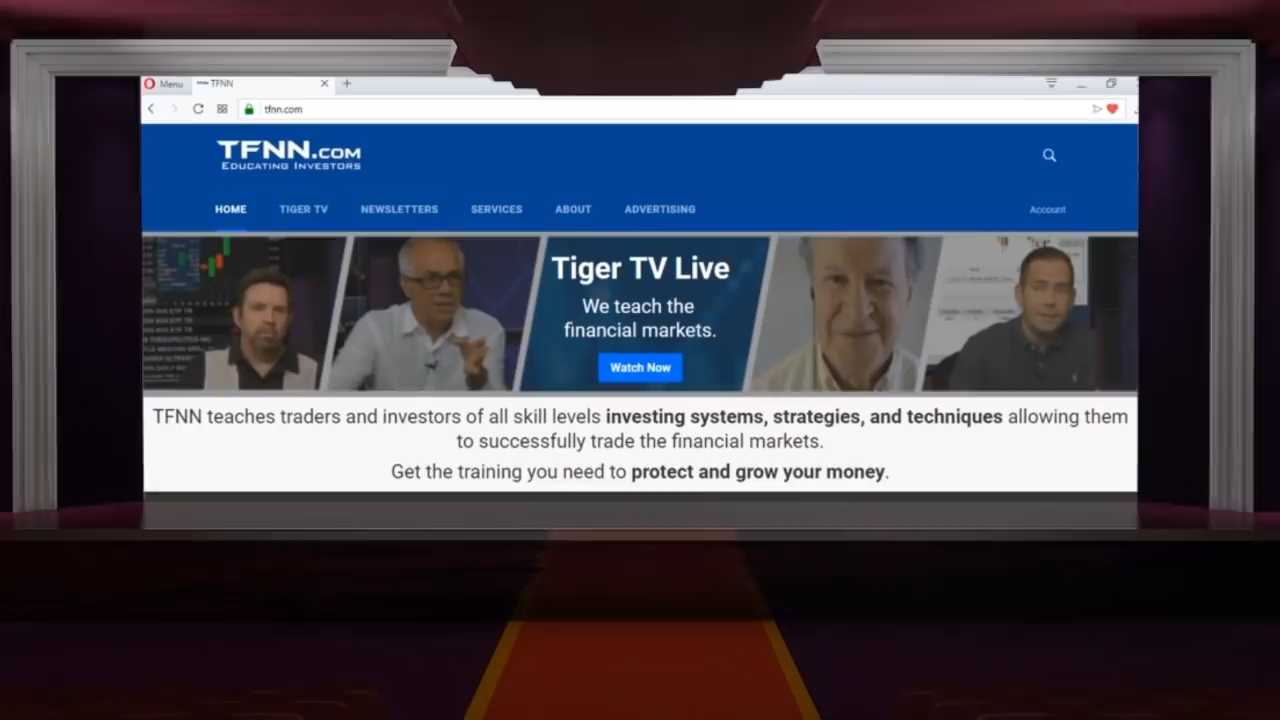 Menu
TFNN
tfnn.com
TFNN.COM
EDUCATING INVESTORS
HOME
TIGER TV
NEWSLETTERS
SERVICES
ABOUT
ADVERTISING
Account
Tiger TV Live
We teach the
financial markets.
Watch Now
TFNN teaches traders and investors of all skill levels investing systems, strategies, and techniques allowing them
to successfully trade the financial markets.
Get the training you need to protect and grow your money.